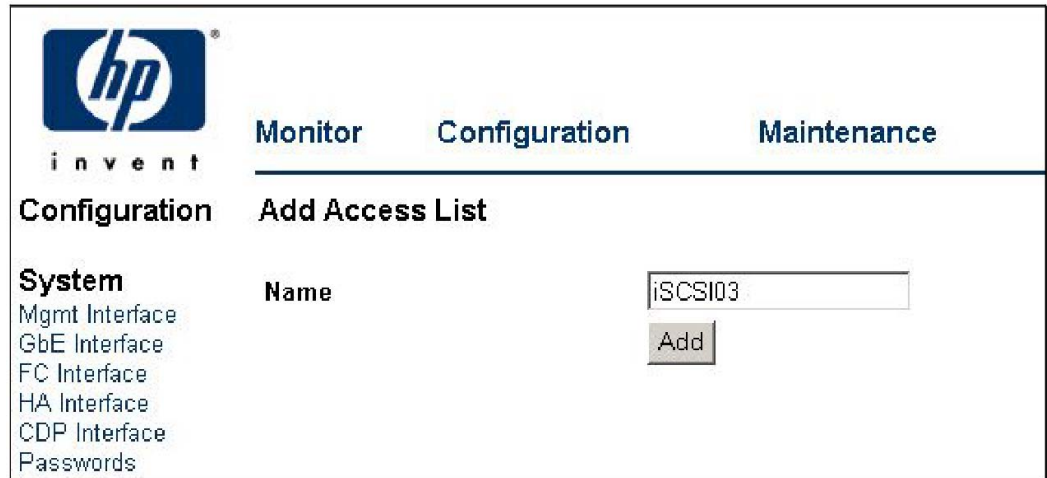 hp
®
invent
Monitor Configuration Maintenance
Configuration Add Access List
System
Mgmt Interface
GbE Interface
FC Interface
HA Interface
CDP Interface
Passwords
Name iSCSI03
Add